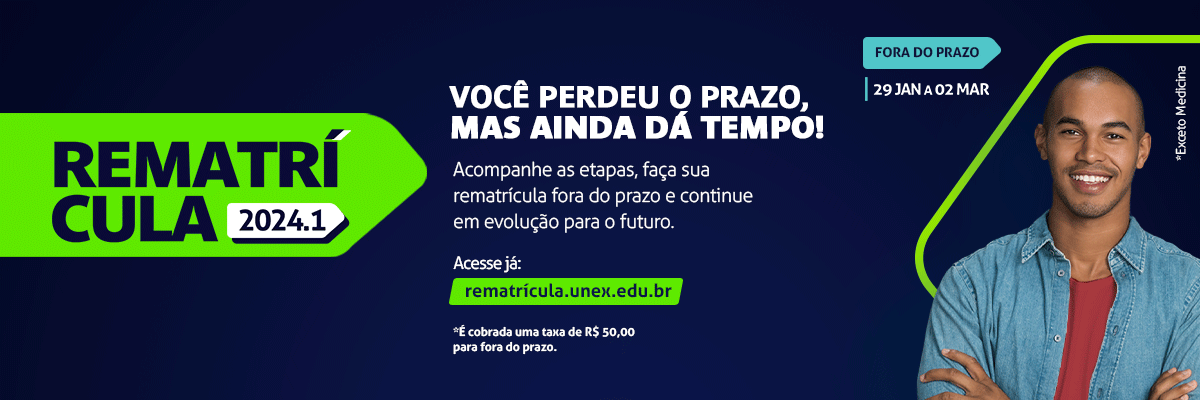 REMATRÍ
CULA 2024.1
VOCÊ PERDEU O PRAZO,
MAS AINDA DÁ TEMPO!
Acompanhe as etapas, faça sua
rematrícula fora do prazo e continue
em evolução para o futuro.
Acesse já:
rematrícula.unex.edu.br
*É cobrada uma taxa de R$ 50,00
para fora do prazo.
FORA DO PRAZO
29 JAN A 02 MAR
*Exceto Medicina